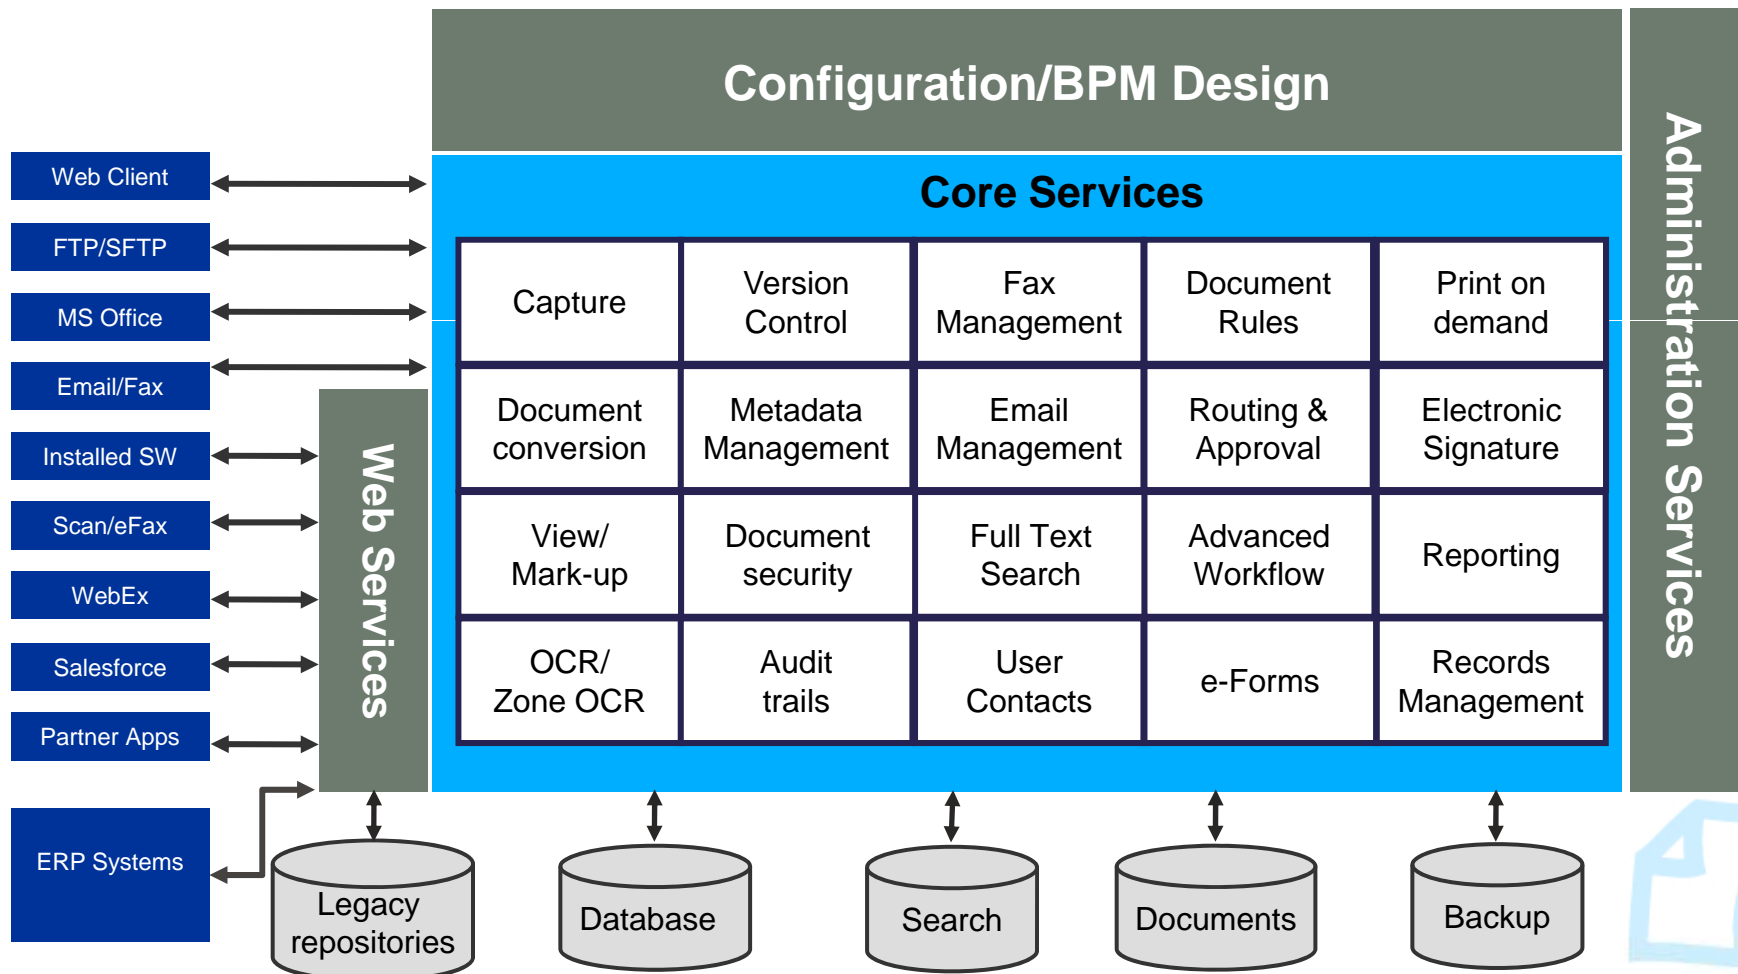 Configuration/BPM Design
Administration Services
Web Client
FTP/SFTP
MS Office
Email/Fax
Installed SW
Scan/eFax
WebEx
Salesforce
Partner Apps
ERP Systems
Web Services
Core Services
Capture
Version
Control
Fax
Management
Document
Rules
Print on
demand
Document
conversion
Metadata
Management
Email
Management
Routing &
Approval
Electronic
Signature
View/
Mark-up
Document
security
Full Text
Search
Advanced
Workflow
Reporting
OCR/
Zone OCR
Audit
trails
User
Contacts
e-Forms
Records
Management
Legacy
repositories
Database
Search
Documents
Backup